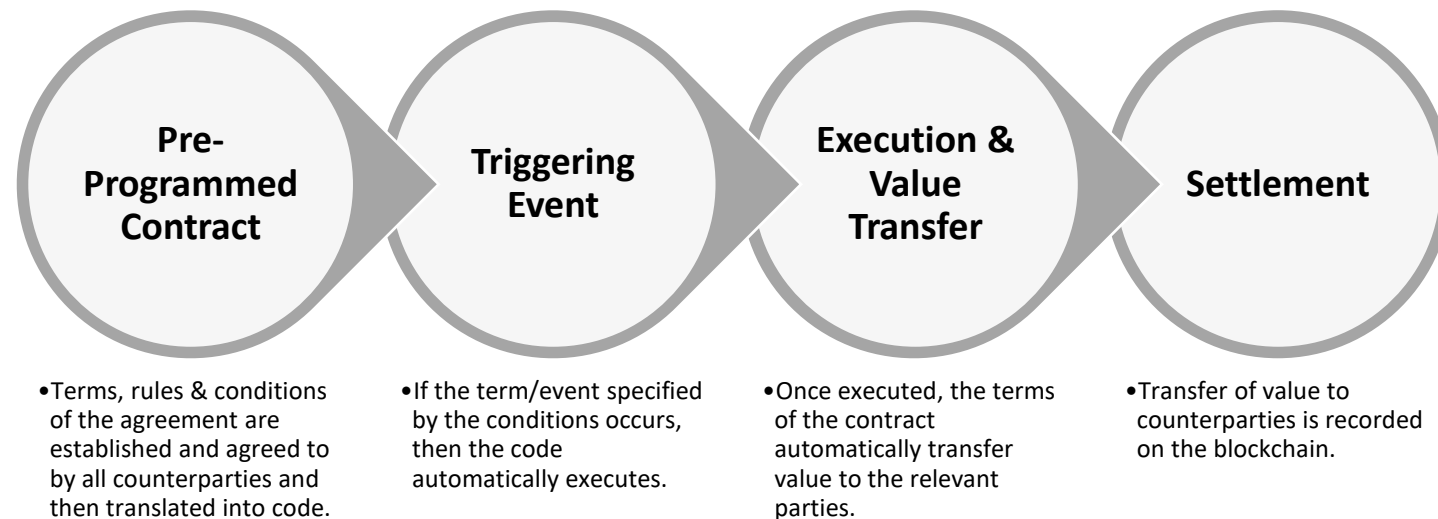 Pre-
Programmed
Contract
Triggering
Event
Execution &
Value
Transfer
Settlement
•Terms, rules & conditions
of the agreement are
established and agreed to
by all counterparties and
then translated into code.
•If the term/event specified
by the conditions occurs,
then the code
automatically executes.
•Once executed, the terms
of the contract
automatically transfer
value to the relevant
parties.
•Transfer of value to
counterparties is recorded
on the blockchain.